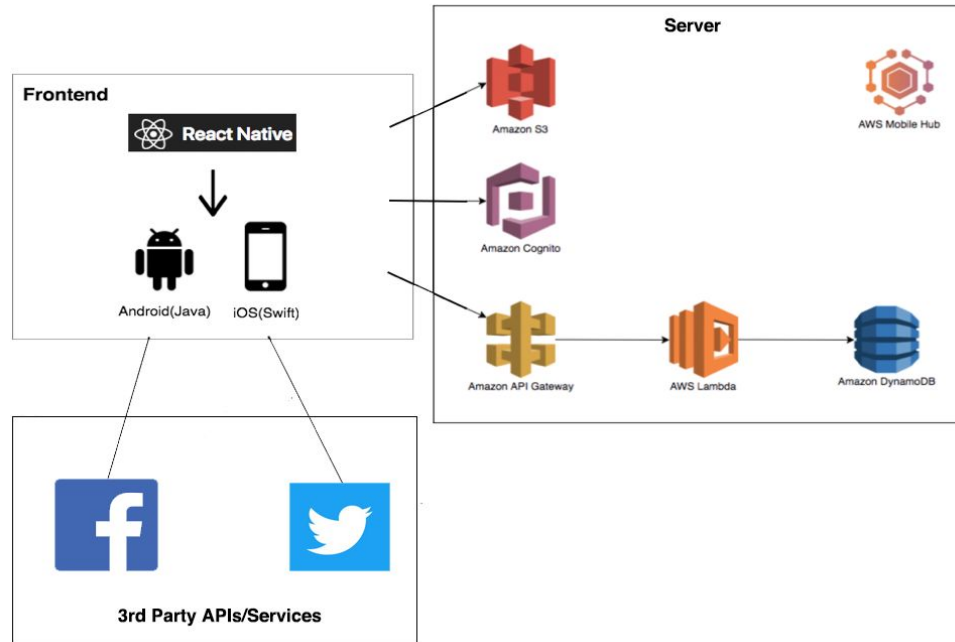 Server
Frontend
React Native
Amazon S3
AWS Mobile Hub
Amazon Cognito
Android(Java)
iOS(Swift)
Amazon API Gateway
AWS Lambda
Amazon DynamoDB
3rd Party APIs/Services